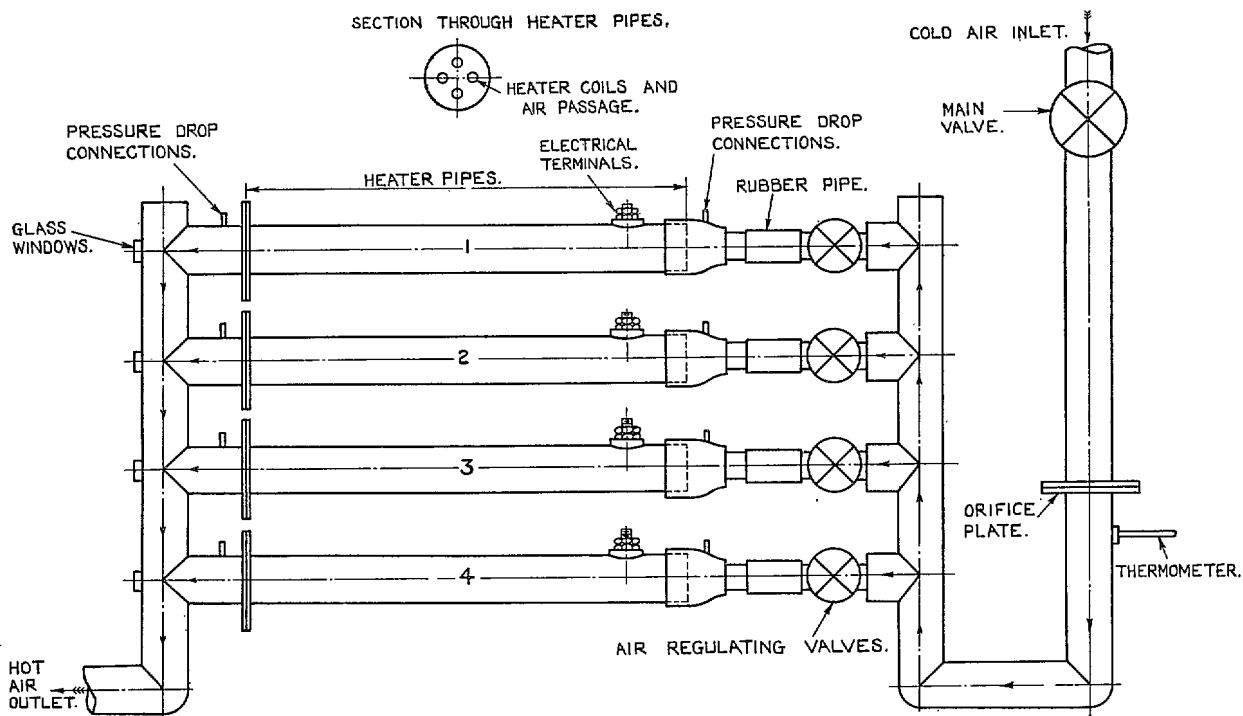 SECTION THROUGH HEATER PIPES.
HEATER COILS AND
AIR PASSAGE.
COLD AIR INLET.
MAIN
VALVE.
PRESSURE DROP
CONNECTIONS.
ELECTRICAL
TERMINALS.
PRESSURE DROP
CONNECTIONS.
HEATER PIPES.
RUBBER PIPE.
GLASS
WINDOWS.
1
2
3
4
ORIFICE
PLATE.
THERMOMETER.
AIR REGULATING VALVES.
HOT
AIR
OUTLET.